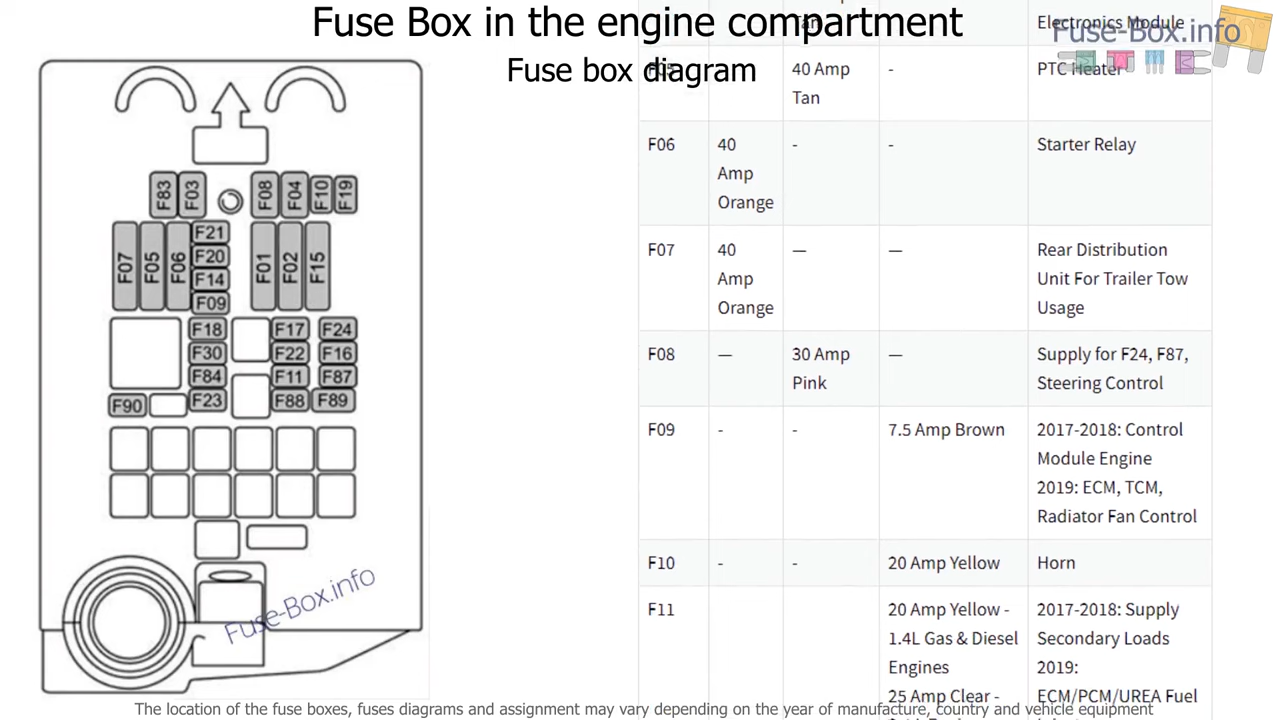 Fuse Box in the engine compartment
Fuse box diagram
Fuse-Box.info
F83 F03 F08 F04 F10 F19
F07 F05 F06 F21 F01 F02 F15
F20
F14
F09
F18 F17 F24
F30 F22 F16
F84 F11 F87
F90 F23 F88 F89
Fuse-Box.info
Electronics Module
F05 40 Amp - PTC Heater
Tan
F06 40 - - Starter Relay
Amp
Orange
F07 40 — — Rear Distribution
Amp Unit For Trailer Tow
Orange Usage
F08 — 30 Amp — Supply for F24, F87,
Pink Steering Control
F09 - - 7.5 Amp Brown 2017-2018: Control
Module Engine
2019: ECM, TCM,
Radiator Fan Control
F10 - - 20 Amp Yellow Horn
F11 20 Amp Yellow - 2017-2018: Supply
1.4L Gas & Diesel Secondary Loads
Engines 2019:
25 Amp Clear - ECM/PCM/UREA Fuel
The location of the fuse boxes, fuses diagrams and assignment may vary depending on the year of manufacture, country and vehicle equipment